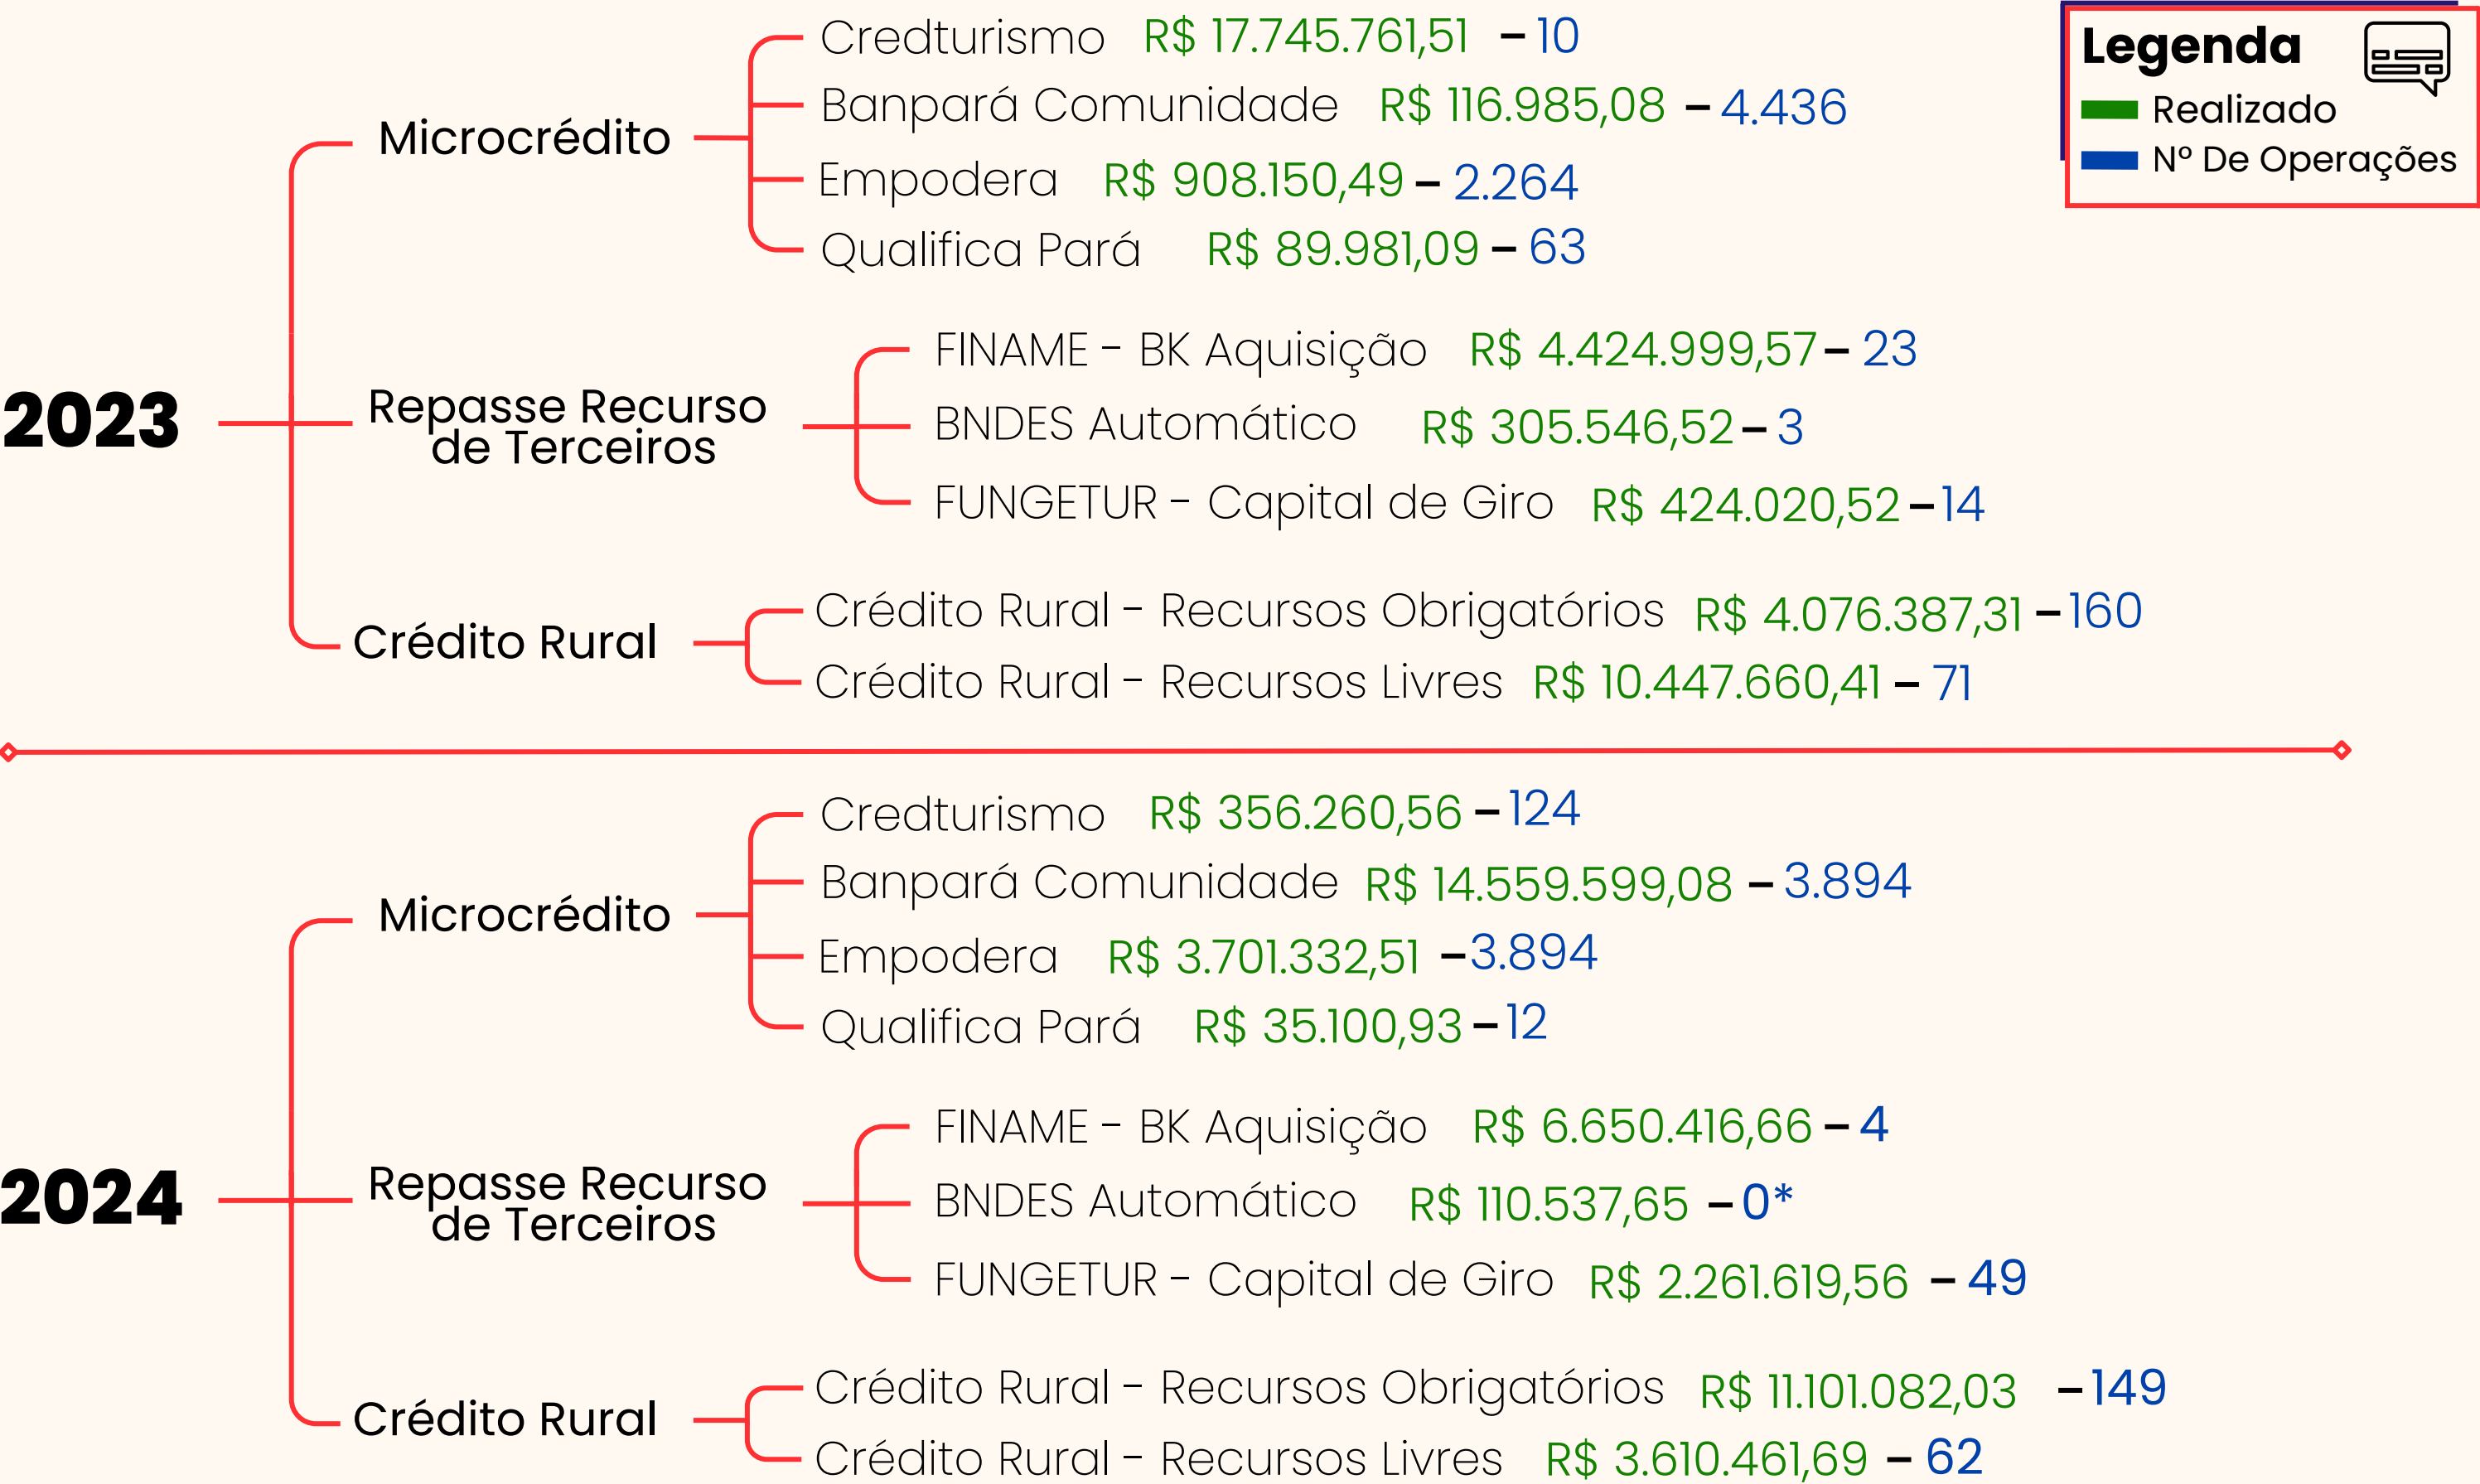 Legenda
Realizado
Nº De Operações
2023
Microcrédito
Credturismo R$ 17.745.761,51 – 10
Banpará Comunidade R$ 116.985,08 – 4.436
Empodera R$ 908.150,49 – 2.264
Qualifica Pará R$ 89.981,09 – 63
Repasse Recurso
de Terceiros
FINAME - BK Aquisição R$ 4.424.999,57 – 23
BNDES Automático R$ 305.546,52 – 3
FUNGETUR - Capital de Giro R$ 424.020,52 – 14
Crédito Rural
Crédito Rural - Recursos Obrigatórios R$ 4.076.387,31 – 160
Crédito Rural - Recursos Livres R$ 10.447.660,41 – 71
2024
Microcrédito
Credturismo R$ 356.260,56 – 124
Banpará Comunidade R$ 14.559.599,08 – 3.894
Empodera R$ 3.701.332,51 – 3.894
Qualifica Pará R$ 35.100,93 – 12
Repasse Recurso
de Terceiros
FINAME - BK Aquisição R$ 6.650.416,66 – 4
BNDES Automático R$ 110.537,65 – 0*
FUNGETUR - Capital de Giro R$ 2.261.619,56 – 49
Crédito Rural
Crédito Rural - Recursos Obrigatórios R$ 11.101.082,03 – 149
Crédito Rural - Recursos Livres R$ 3.610.461,69 – 62